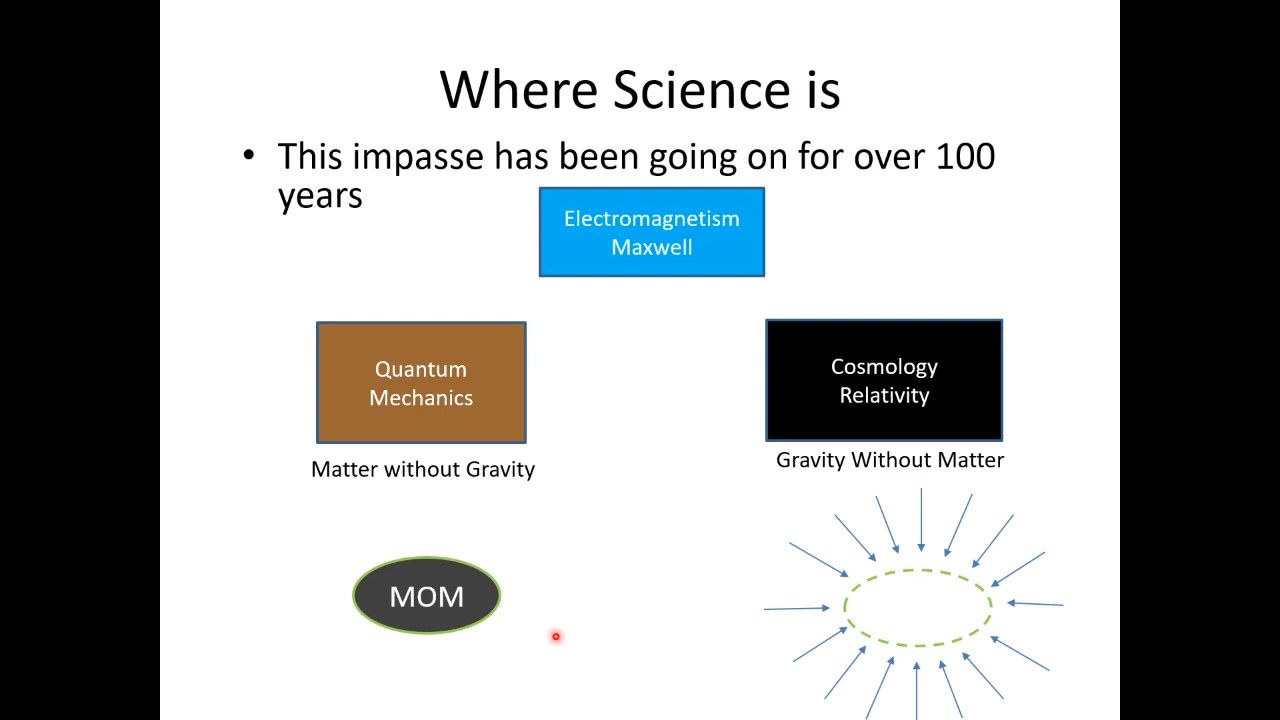 Where Science is
• This impasse has been going on for over 100
years
Electromagnetism
Maxwell
Quantum
Mechanics
Matter without Gravity
Cosmology
Relativity
Gravity Without Matter
MOM